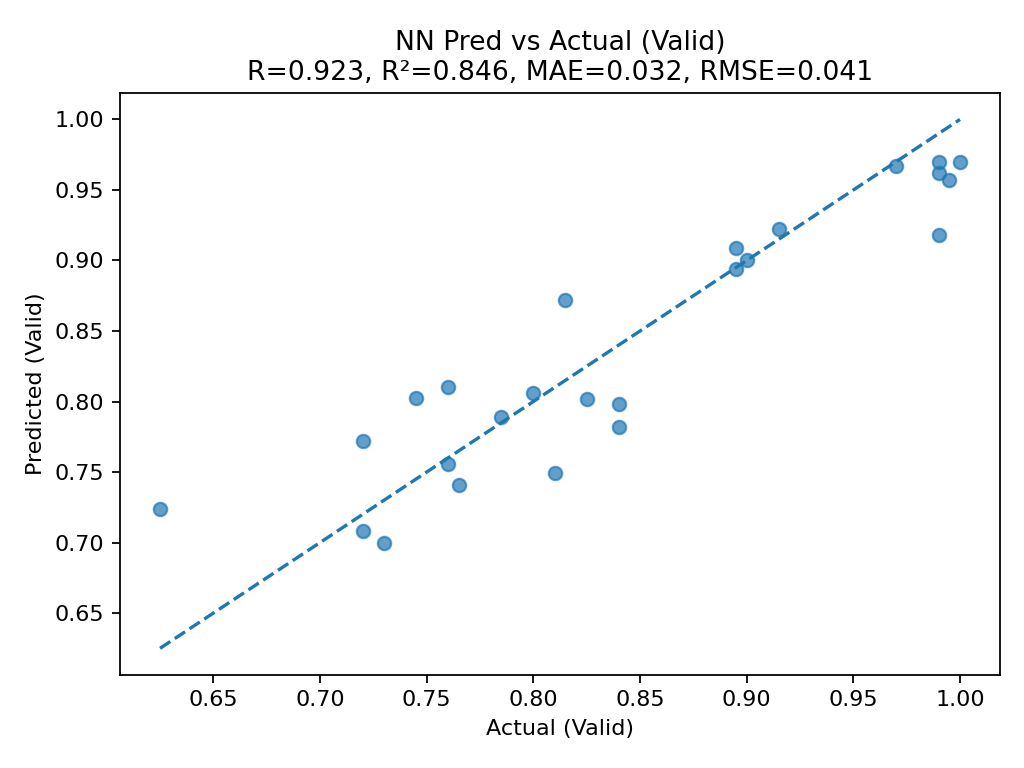 NN Pred vs Actual (Valid)
R=0.923, R²=0.846, MAE=0.032, RMSE=0.041
1.00
0.95
0.90
0.85
0.80
0.75
0.70
0.65
Predicted (Valid)
0.65 0.70 0.75 0.80 0.85 0.90 0.95 1.00
Actual (Valid)